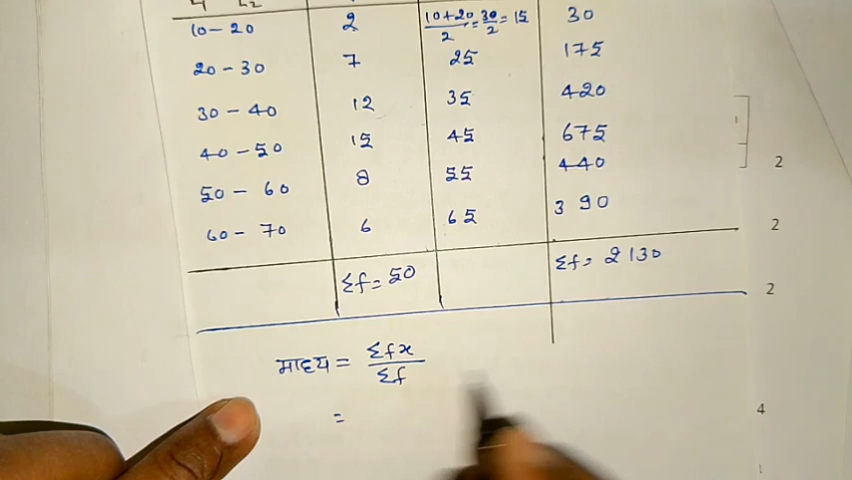 10-20 2 10+20/2 = 30/2 = 15 30
20-30 7 25 175
30-40 12 35 420
40-50 15 45 675
50-60 8 55 440
60-70 6 65 390
Σf=50 Σf=2130
माध्य = Σfx/Σf
=
2
2
2
4